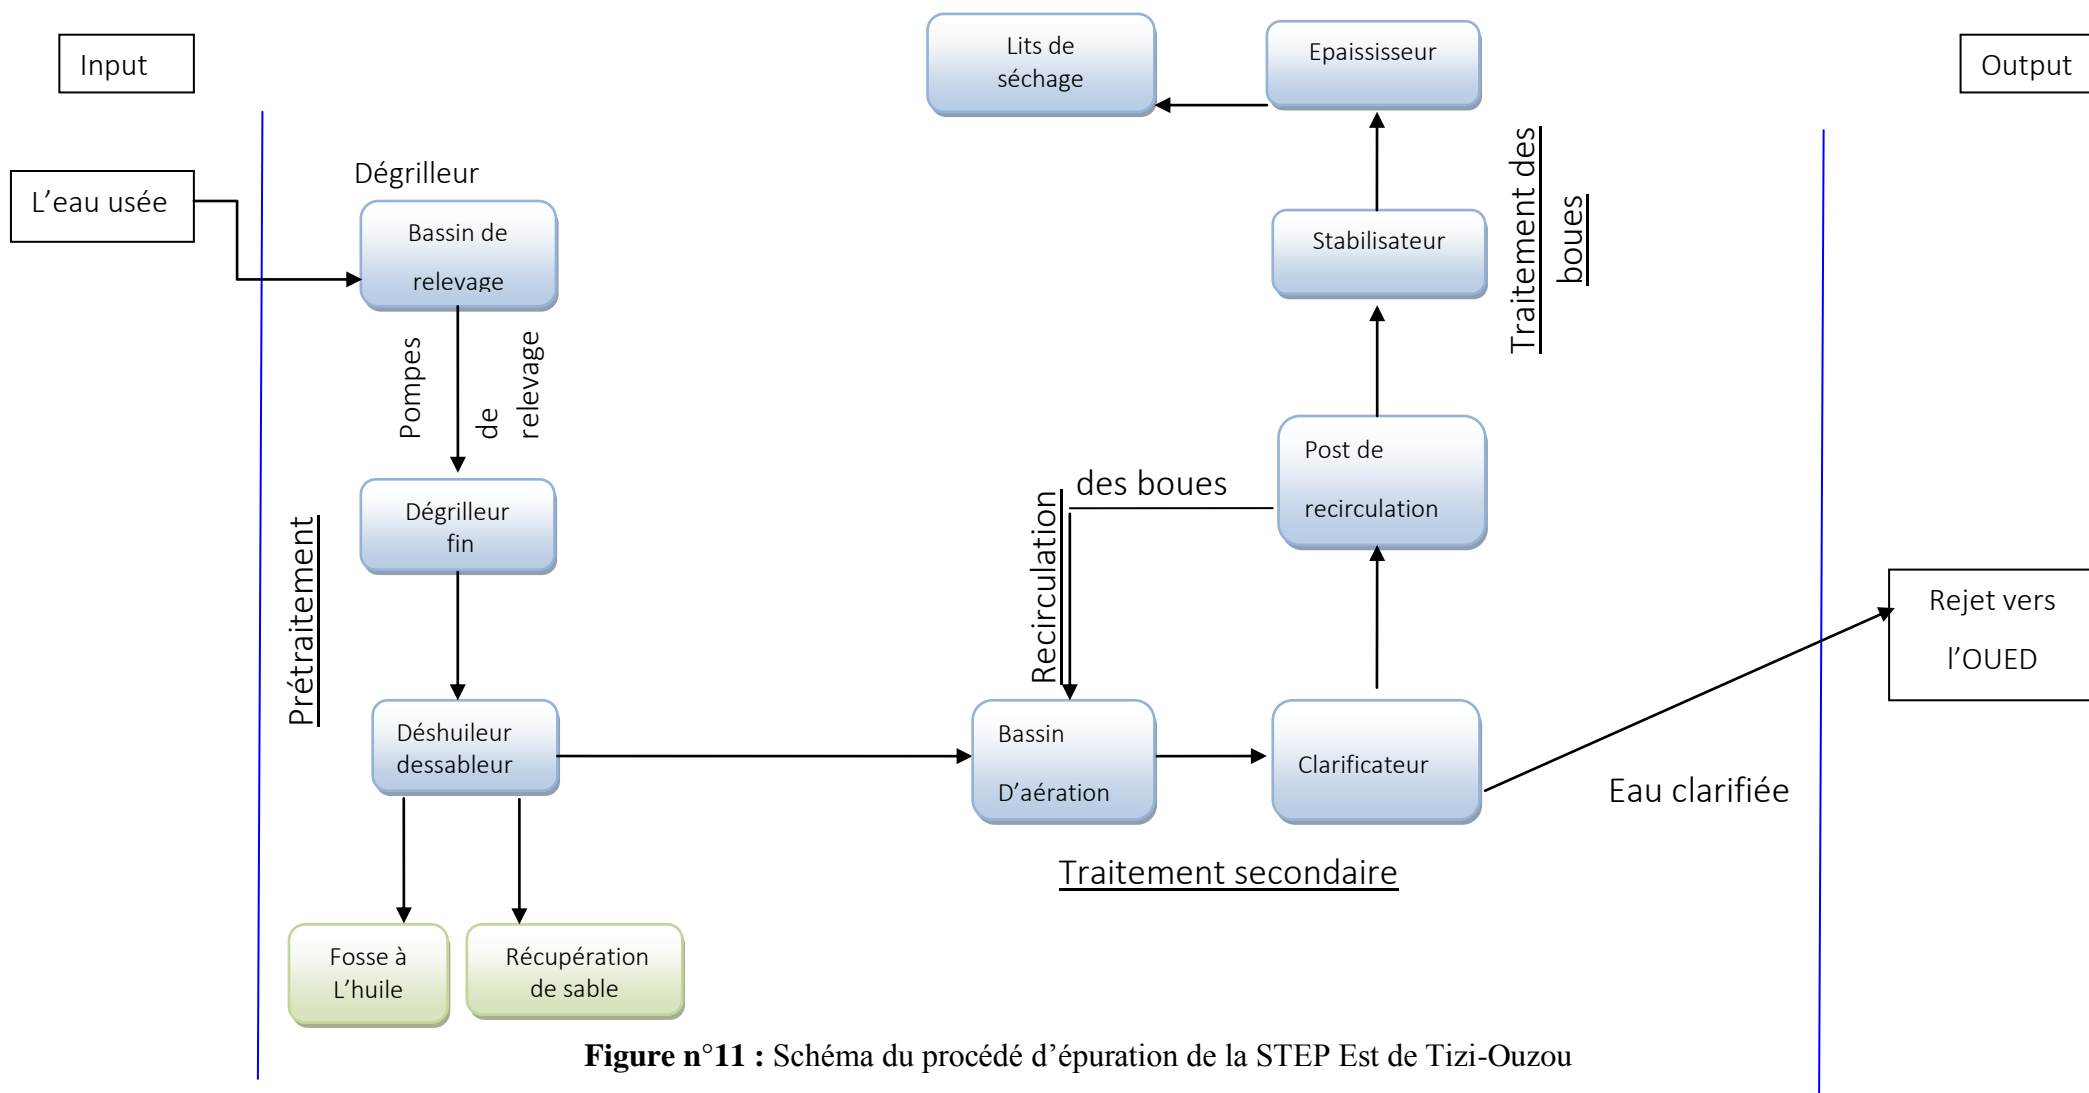 Input
Output
L’eau usée
Dégrilleur
Bassin de
relevage
Pompes
de
relevage
Prétraitement
Dégrilleur
fin
Déshuileur
dessableur
Fosse à
L’huile
Récupération
de sable
Lits de
séchage
Epaississeur
Traitement des
boues
Stabilisateur
Post de
recirculation
Recirculation
des boues
Bassin
D’aération
Clarificateur
Traitement secondaire
Eau clarifiée
Rejet vers
l’OUED
Figure n°11 : Schéma du procédé d’épuration de la STEP Est de Tizi-Ouzou